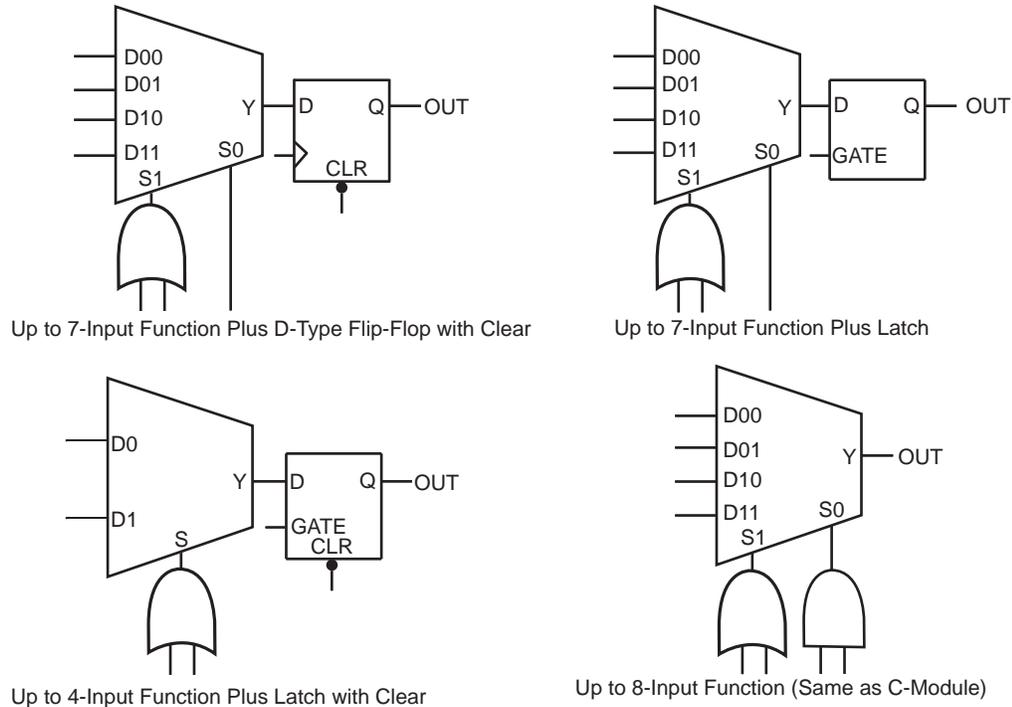 D00
D01
D10
D11
S1
S0
Y
D
Q
CLR
OUT
Up to 7-Input Function Plus D-Type Flip-Flop with Clear
D00
D01
D10
D11
S1
S0
Y
D
Q
GATE
OUT
Up to 7-Input Function Plus Latch
D0
D1
S
Y
D
Q
GATE
CLR
OUT
Up to 4-Input Function Plus Latch with Clear
D00
D01
D10
D11
S1
S0
Y
OUT
Up to 8-Input Function (Same as C-Module)